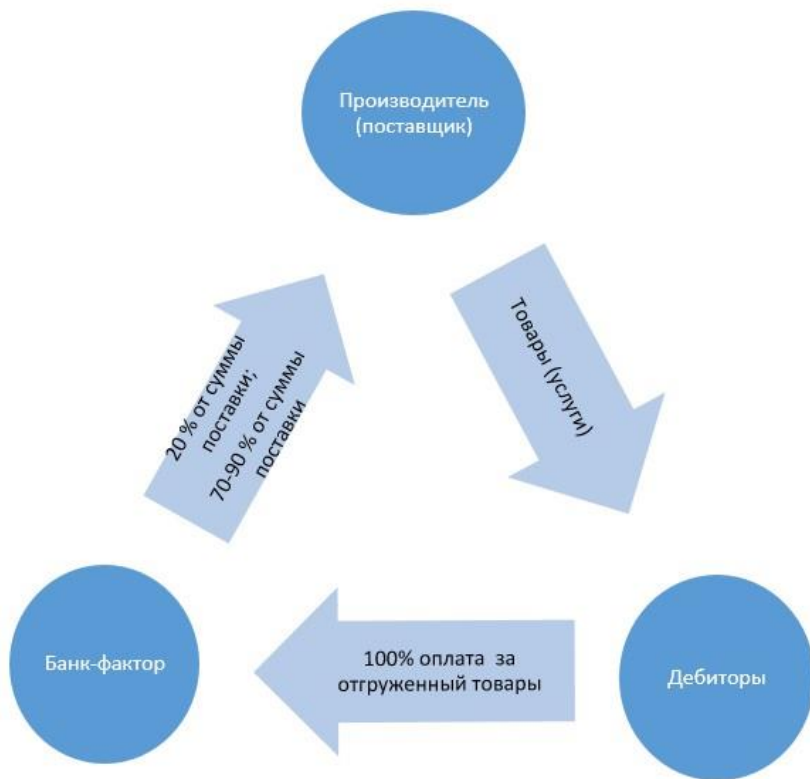 Производитель
(поставщик)
Товары (услуги)
20 % от суммы
поставки;
70-90 % от суммы
поставки
Банк-фактор
100% оплата за
отгруженный товары
Дебиторы